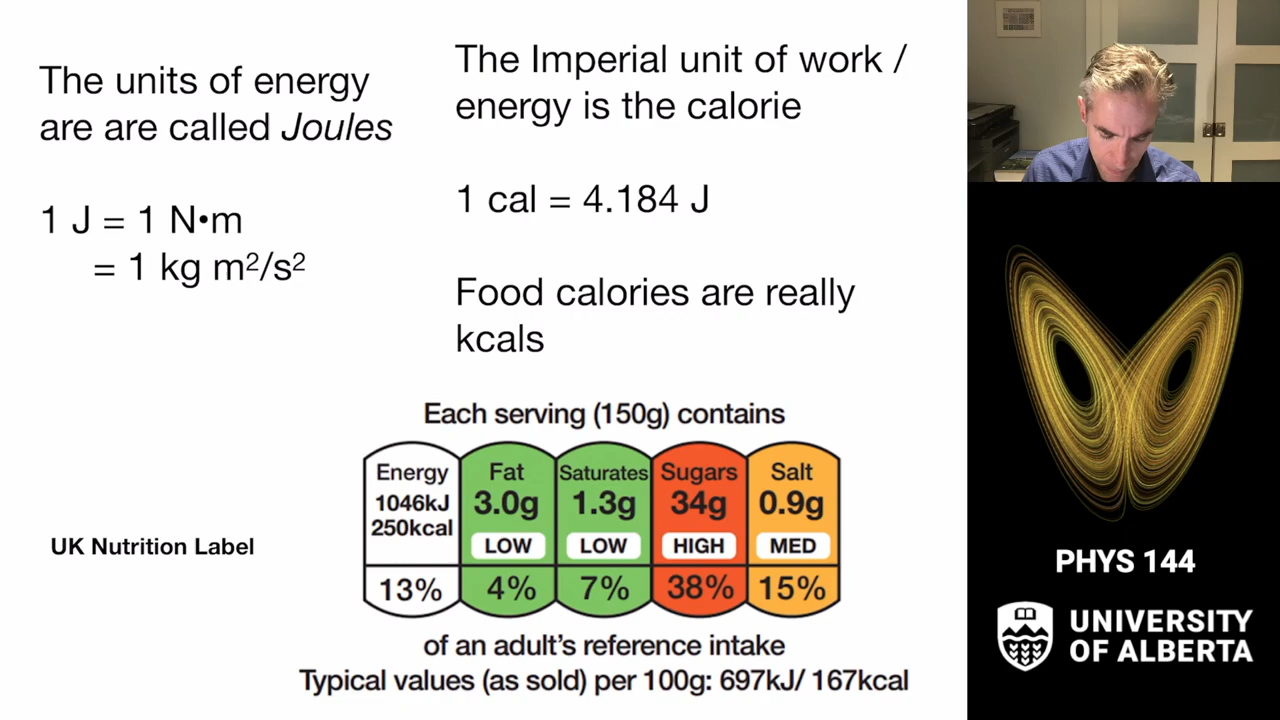 The units of energy
are are called Joules
1 J = 1 N•m
= 1 kg m²/s²
The Imperial unit of work /
energy is the calorie
1 cal = 4.184 J
Food calories are really
kcals
UK Nutrition Label
Each serving (150g) contains
Energy
1046kJ
250kcal
13%
Fat
3.0g
LOW
4%
Saturates
1.3g
LOW
7%
Sugars
34g
HIGH
38%
Salt
0.9g
MED
15%
of an adult’s reference intake
Typical values (as sold) per 100g: 697kJ/ 167kcal
PHYS 144
UNIVERSITY
OF ALBERTA